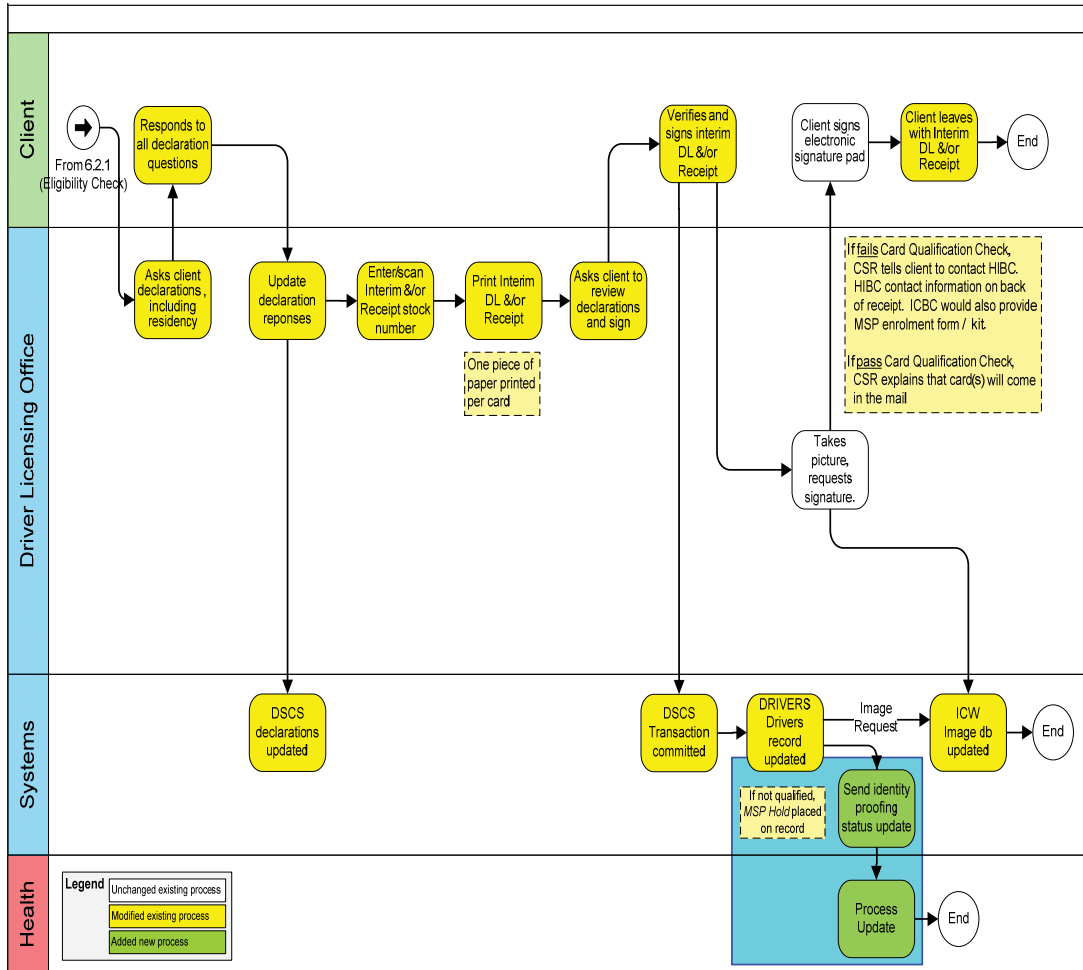 Client
From 6.2.1
(Eligibility Check)
Responds to
all declaration
questions
Verifies and
signs interim
DL &/or
Receipt
Client signs
electronic
signature pad
Client leaves
with Interim
DL &/or
Receipt
End
Driver Licensing Office
Asks client
declarations ,
including
residency
Update
declaration
reponses
Enter/scan
Interim &/or
Receipt stock
number
Print Interim
DL &/or
Receipt
Asks client to
review
declarations
and sign
One piece of
paper printed
per card
If fails Card Qualification Check,
CSR tells client to contact HIBC.
HIBC contact information on back
of receipt. ICBC would also provide
MSP enrolment form / kit.
If pass Card Qualification Check,
CSR explains that card(s) will come
in the mail
Takes
picture,
requests
signature.
Systems
DSCS
declarations
updated
DSCS
Transaction
committed
DRIVERS
Drivers
record
updated
Image
Request
ICW
Image db
updated
End
If not qualified,
MSP Hold placed
on record
Send identity
proofing
status update
Health
Legend
Unchanged existing process
Modified existing process
Added new process
Process
Update
End